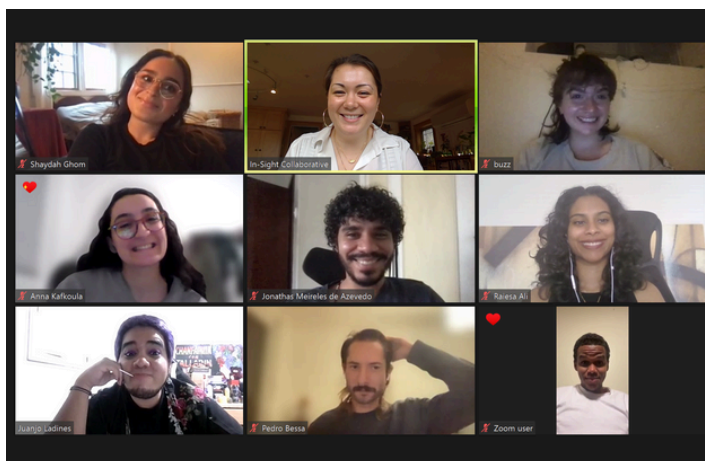 Shaydah Ghom
In-Sight Collaborative
buzz
Anna Kafkoula
Jonathas Meireles de Azevedo
Raiesa Ali
Juanjo Ladines
Pedro Bessa
Zoom user